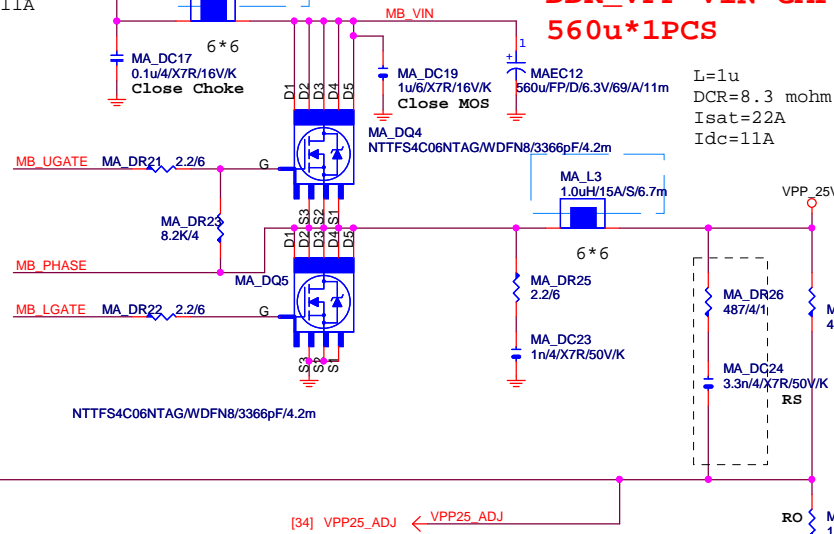 11A
MB_VIN
560u*1PCS
6*6
MA_DC17
0.1u/4/X7R/16V/K
Close Choke
D1
D2
D3
D4
D5
MA_DC19
1u/6/X7R/16V/K
Close MOS
1
+
MAEC12
560u/FP/D/6.3V/69/A/11m
L=1u
DCR=8.3 mohm
Isat=22A
Idc=11A
MA_DQ4
NTTFS4C06NTAG/WDFN8/3366pF/4.2m
MB_UGATE
MA_DR21
2.2/6
G
MA_L3
1.0uH/15A/S/6.7m
6*6
S3
S2
S1
MA_DR23
8.2K/4
D1
D2
D3
D4
D5
MB_PHASE
MA_DQ5
MA_DR25
2.2/6
MB_LGATE
MA_DR22
2.2/6
G
MA_DR26
487/4/1
4
MA_DC23
1n/4/X7R/50V/K
S3
S2
S1
MA_DC24
3.3n/4/X7R/50V/K
RS
NTTFS4C06NTAG/WDFN8/3366pF/4.2m
[34] VPP25_ADJ
VPP25_ADJ
RO